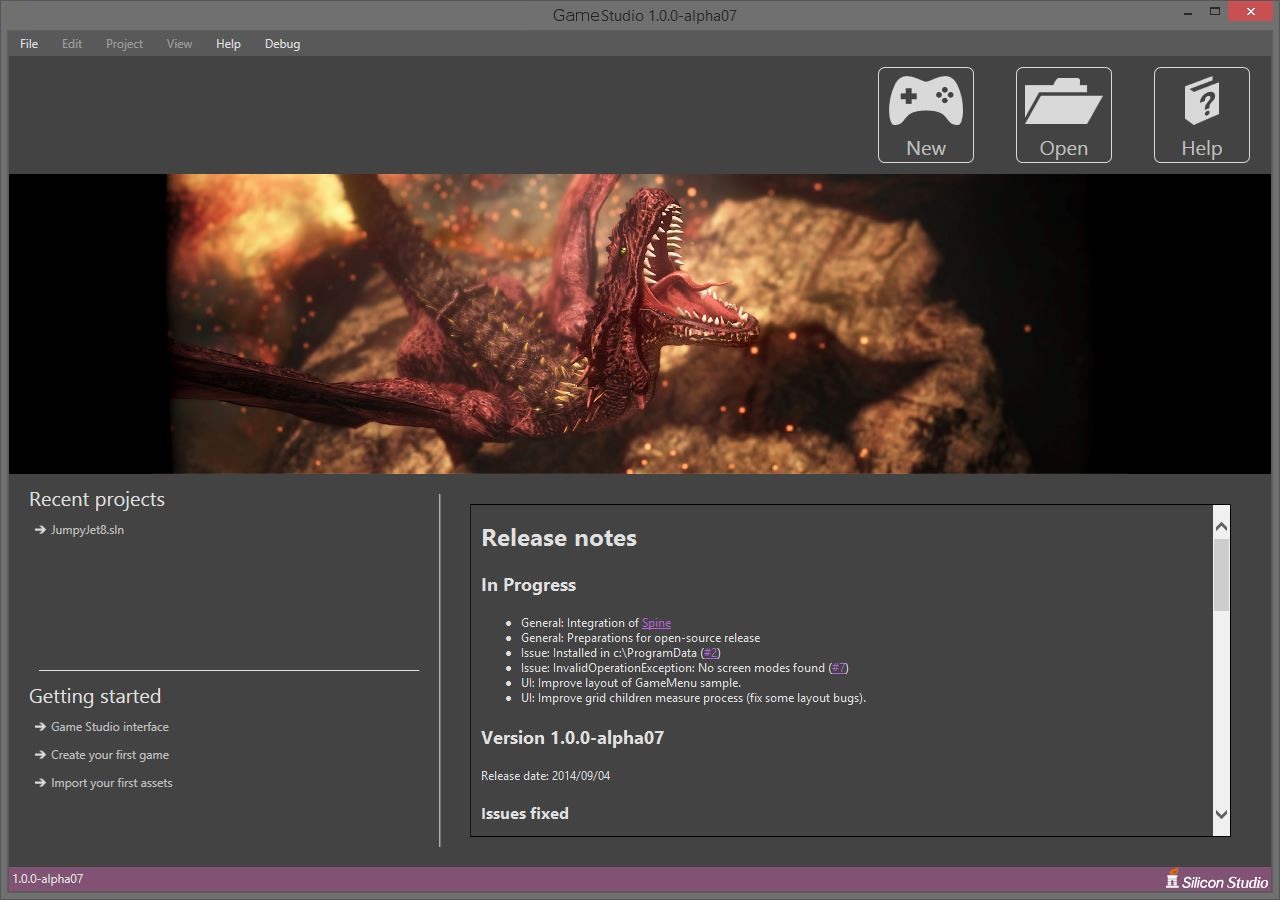 GameStudio 1.0.0-alpha07
File Edit Project View Help Debug
New Open Help
Recent projects
JumpyJet8.sln
Getting started
Game Studio interface
Create your first game
Import your first assets
Release notes
In Progress
• General: Integration of Spine
• General: Preparations for open-source release
• Issue: Installed in c:\ProgramData (#2)
• Issue: InvalidOperationException: No screen modes found (#7)
• UI: Improve layout of GameMenu sample.
• UI: Improve grid children measure process (fix some layout bugs).
Version 1.0.0-alpha07
Release date: 2014/09/04
Issues fixed
1.0.0-alpha07
Silicon Studio